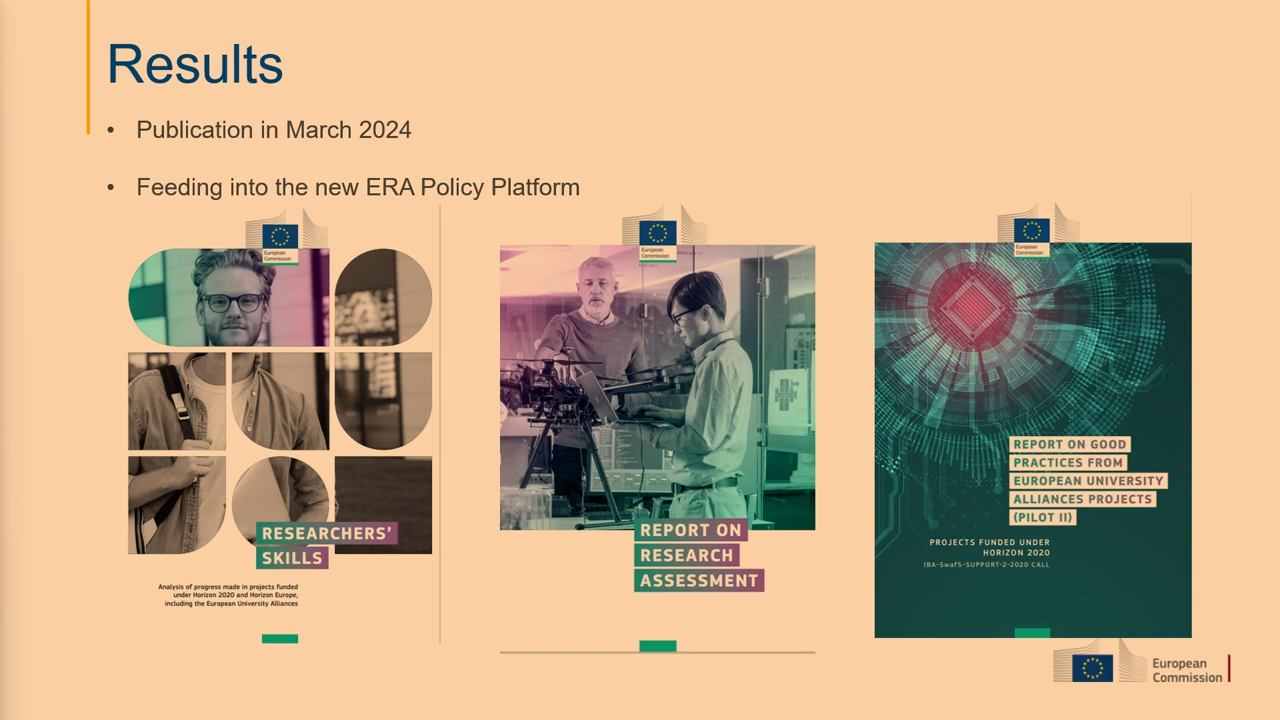 Results
• Publication in March 2024
• Feeding into the new ERA Policy Platform
European
Commission
RESEARCHERS'
SKILLS
Analysis of progress made in projects funded
under Horizon 2020 and Horizon Europe,
including the European University Alliances
European
Commission
REPORT ON
RESEARCH
ASSESSMENT
European
Commission
REPORT ON GOOD
PRACTICES FROM
EUROPEAN UNIVERSITY
ALLIANCES PROJECTS
(PILOT II)
PROJECTS FUNDED UNDER
HORIZON 2020
IBA-SwafS-SUPPORT-2-2020 CALL
European
Commission